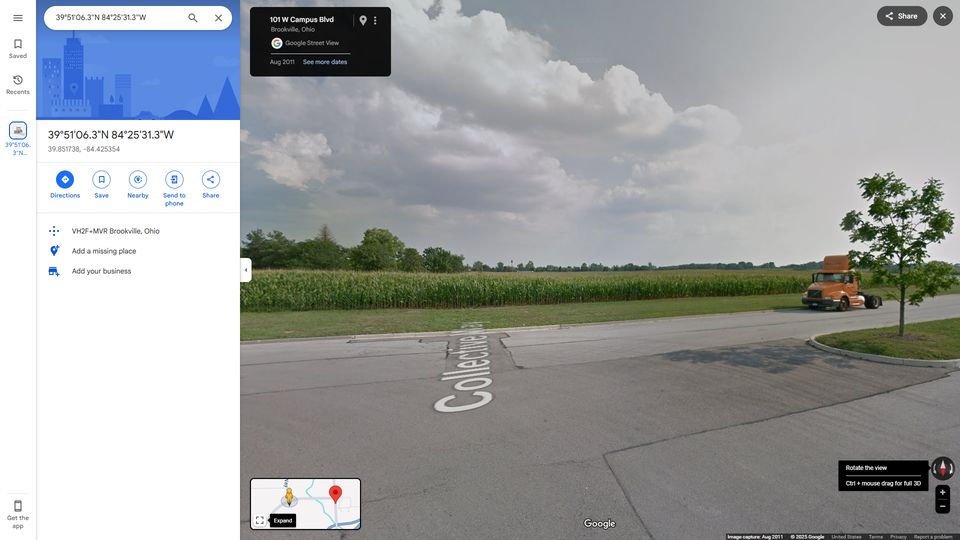 39°51'06.3"N 84°25'31.3"W
Saved
Recents
39°51'06.
3"N...
39°51'06.3"N 84°25'31.3"W
39.851738, -84.425354
Directions
Save
Nearby
Send to
phone
Share
VH2F+MVR Brookville, Ohio
Add a missing place
Add your business
Get the
app
101 W Campus Blvd
Brookville, Ohio
Google Street View
Aug 2011 See more dates
Share
Collective
Rotate the view
Ctrl + mouse drag for full 3D
Expand
Google
Image capture: Aug 2011 © 2025 Google United States Terms Privacy Report a problem